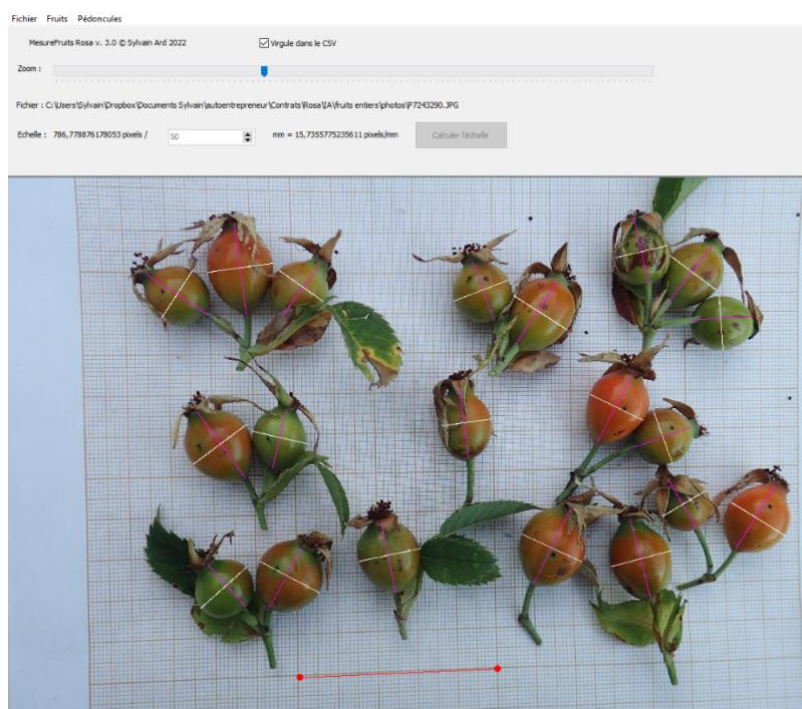 Fichier Fruits Pédoncules
MesureFruits Rosa v. 3.0 © Sylvain Ard 2022 Virgule dans le CSV
Zoom :
Fichier : C:\Users\Sylvain\Dropbox\Documents Sylvain\autoentrepreneur\Contrats\Rosa\IA\fruits entiers\photos\P7243290.JPG
Echelle : 786,778876178053 pixels / 50 mm = 15,7355775235611 pixels/mm Calculer l'échelle